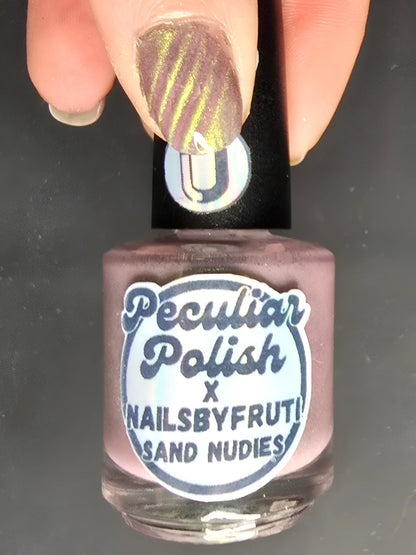 Peculiar
Polish
X
NAILSBYFRUTI
SAND NUDIES